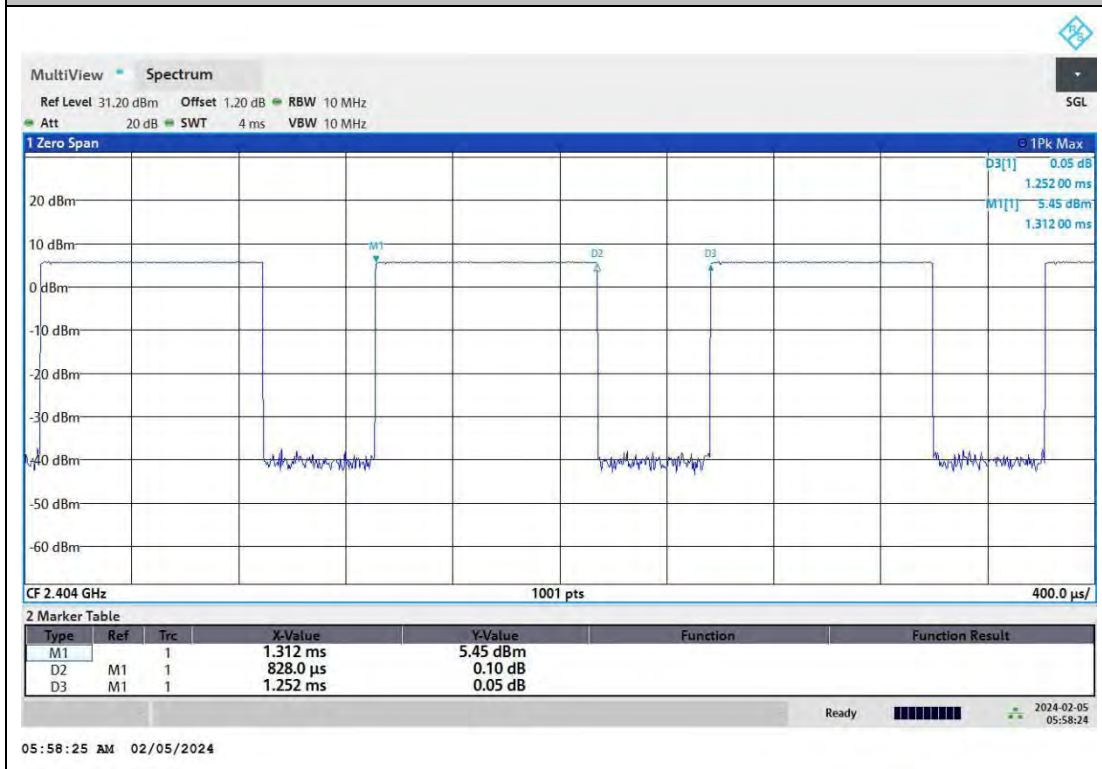 MultiView Spectrum
Ref Level 31.20 dBm Offset 1.20 dB RBW 10 MHz SGL
Att 20 dB SWT 4 ms VBW 10 MHz
1 Zero Span 1Pk Max
D3[1] 0.05 dB
1.252 00 ms
M1[1] 5.45 dBm
1.312 00 ms
20 dBm
10 dBm
M1 D2 D3
0 dBm
-10 dBm
-20 dBm
-30 dBm
-40 dBm
-50 dBm
-60 dBm
CF 2.404 GHz 1001 pts 400.0 µs/
2 Marker Table
Type Ref Trc X-Value Y-Value Function Function Result
M1 1 1.312 ms 5.45 dBm
D2 M1 1 828.0 µs 0.10 dB
D3 M1 1 1.252 ms 0.05 dB
Ready 2024-02-05
05:58:24
05:58:25 AM 02/05/2024